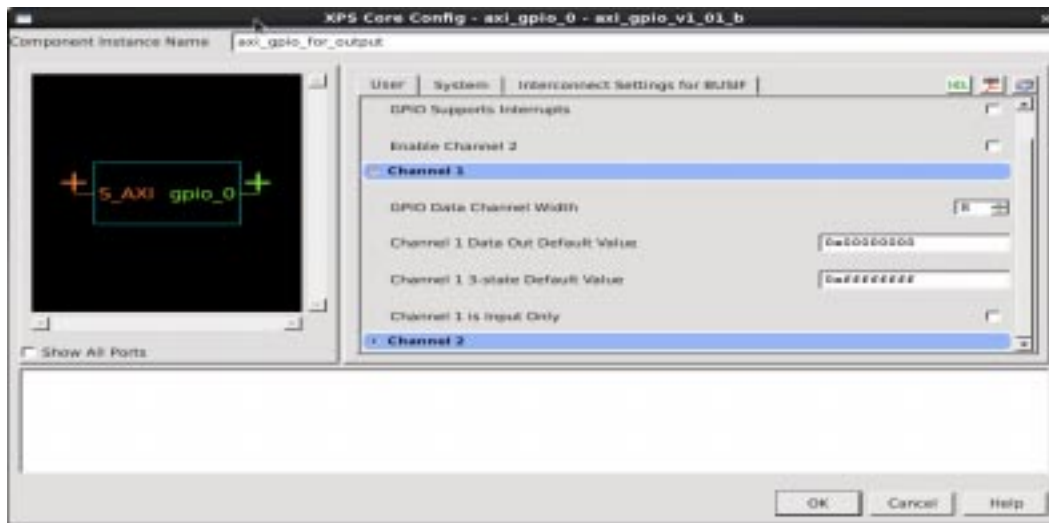 XPS Core Config - axi_gpio_0 - axi_gpio_v1_01_b
Component Instance Name axi_gpio_for_output
User System Interconnect Settings for BUSIF
HDL
GPIO Supports Interrupts
Enable Channel 2
Channel 1
S_AXI gpio_0
GPIO Data Channel Width 8
Channel 1 Data Out Default Value 0x00000000
Channel 1 3-state Default Value 0xffffffff
Channel 1 is Input Only
Channel 2
Show All Ports
OK Cancel Help